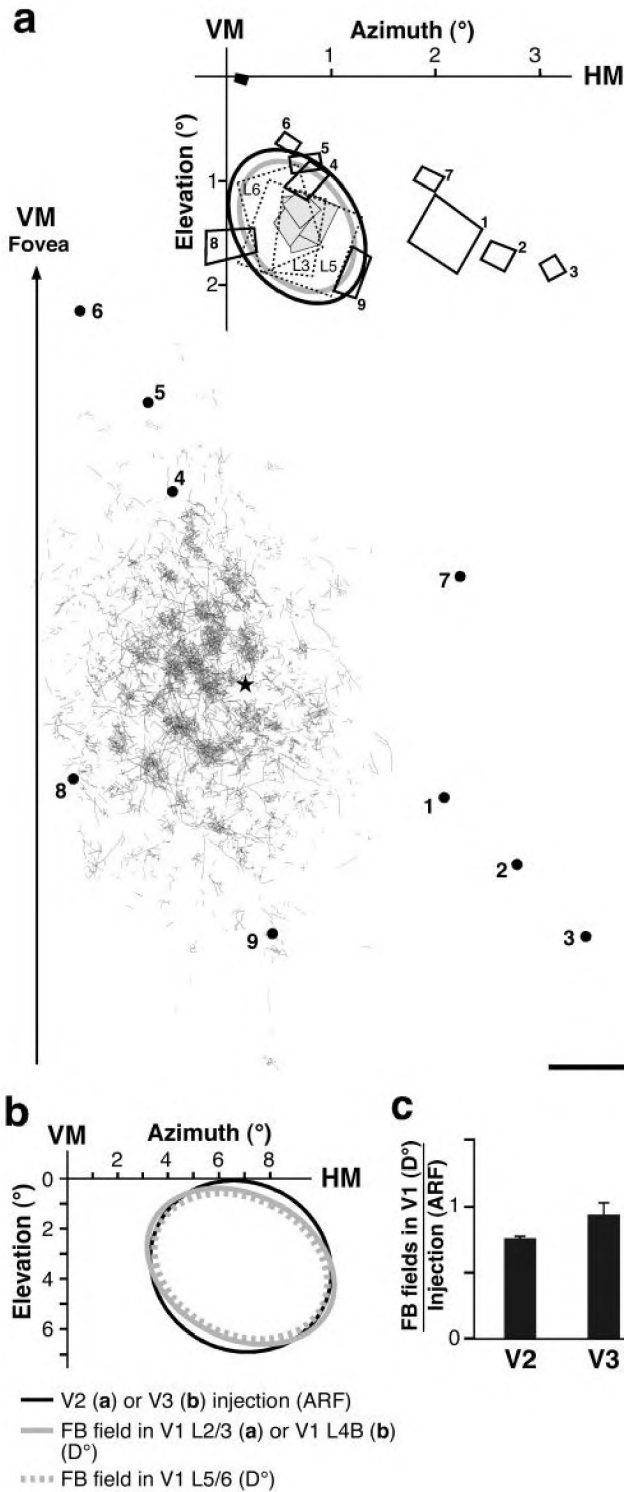 a
VM Azimuth (°)
1 2 3
HM
Elevation (°)
1
2
6
5
4
L6
7
1
2
3
8
L3 L5
9
VM
Fovea
6
5
4
7
8
1
2
9
3
b
VM Azimuth (°)
2 4 6 8
HM
Elevation (°)
0
2
4
6
c
FB fields in V1 (D°)
Injection (ARF)
1
0
V2 V3
V2 (a) or V3 (b) injection (ARF)
FB field in V1 L2/3 (a) or V1 L4B (b)
(D°)
FB field in V1 L5/6 (D°)